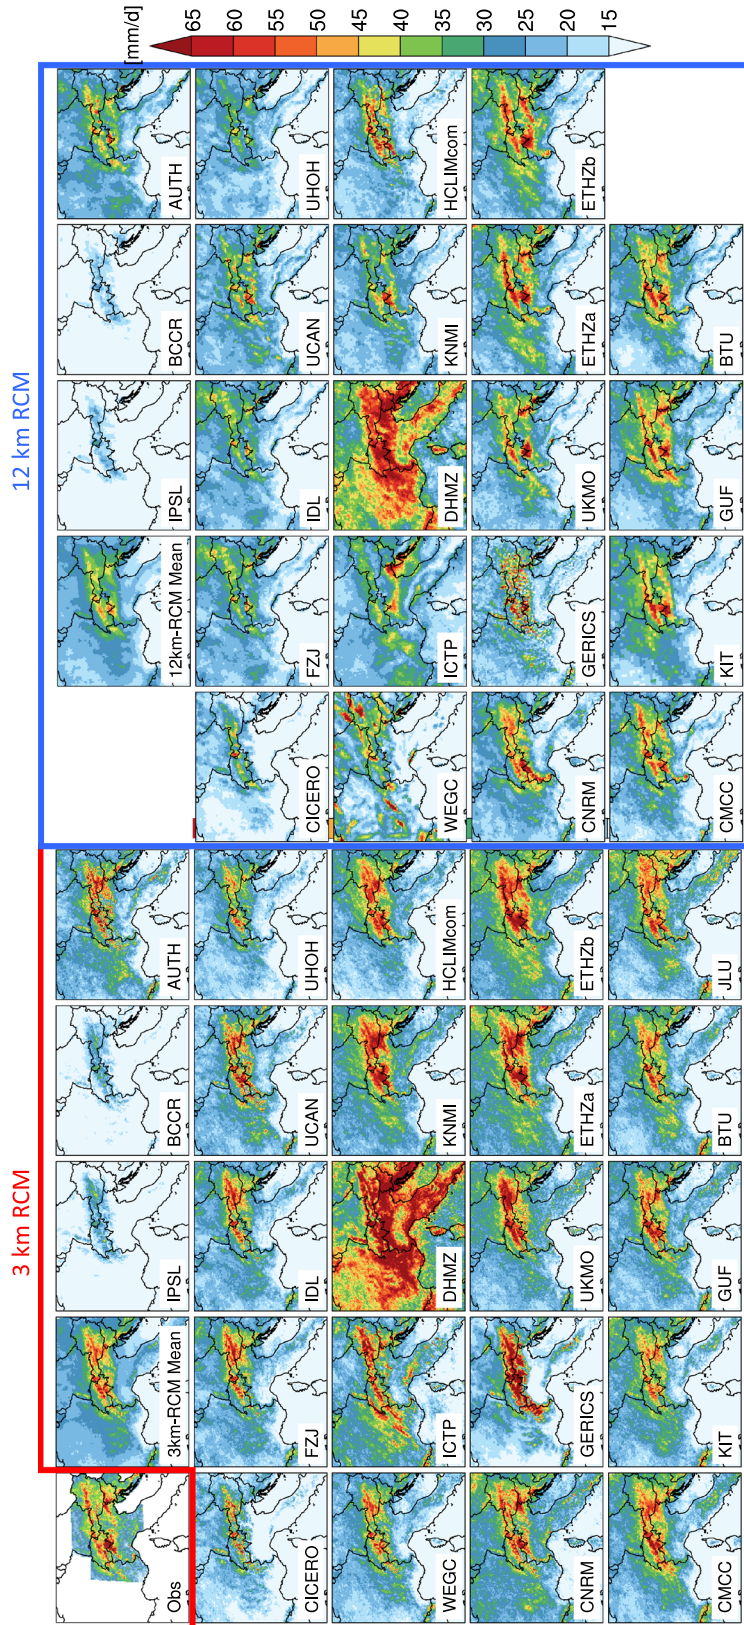 3 km RCM
12 km RCM
Obs
3km-RCM Mean
IPSL
BCCR
AUTH
12km-RCM Mean
IPSL
BCCR
AUTH
CICERO
FZJ
IDL
UCAN
UHOH
CICERO
FZJ
IDL
UCAN
UHOH
WEGC
ICTP
DHMZ
KNMI
HCLIMcom
WEGC
ICTP
DHMZ
KNMI
HCLIMcom
CNRM
GERICS
UKMO
ETHZa
ETHZb
CNRM
GERICS
UKMO
ETHZa
ETHZb
CMCC
KIT
GUF
BTU
JLU
CMCC
KIT
GUF
BTU
[mm/d]
65
60
55
50
45
40
35
30
25
20
15